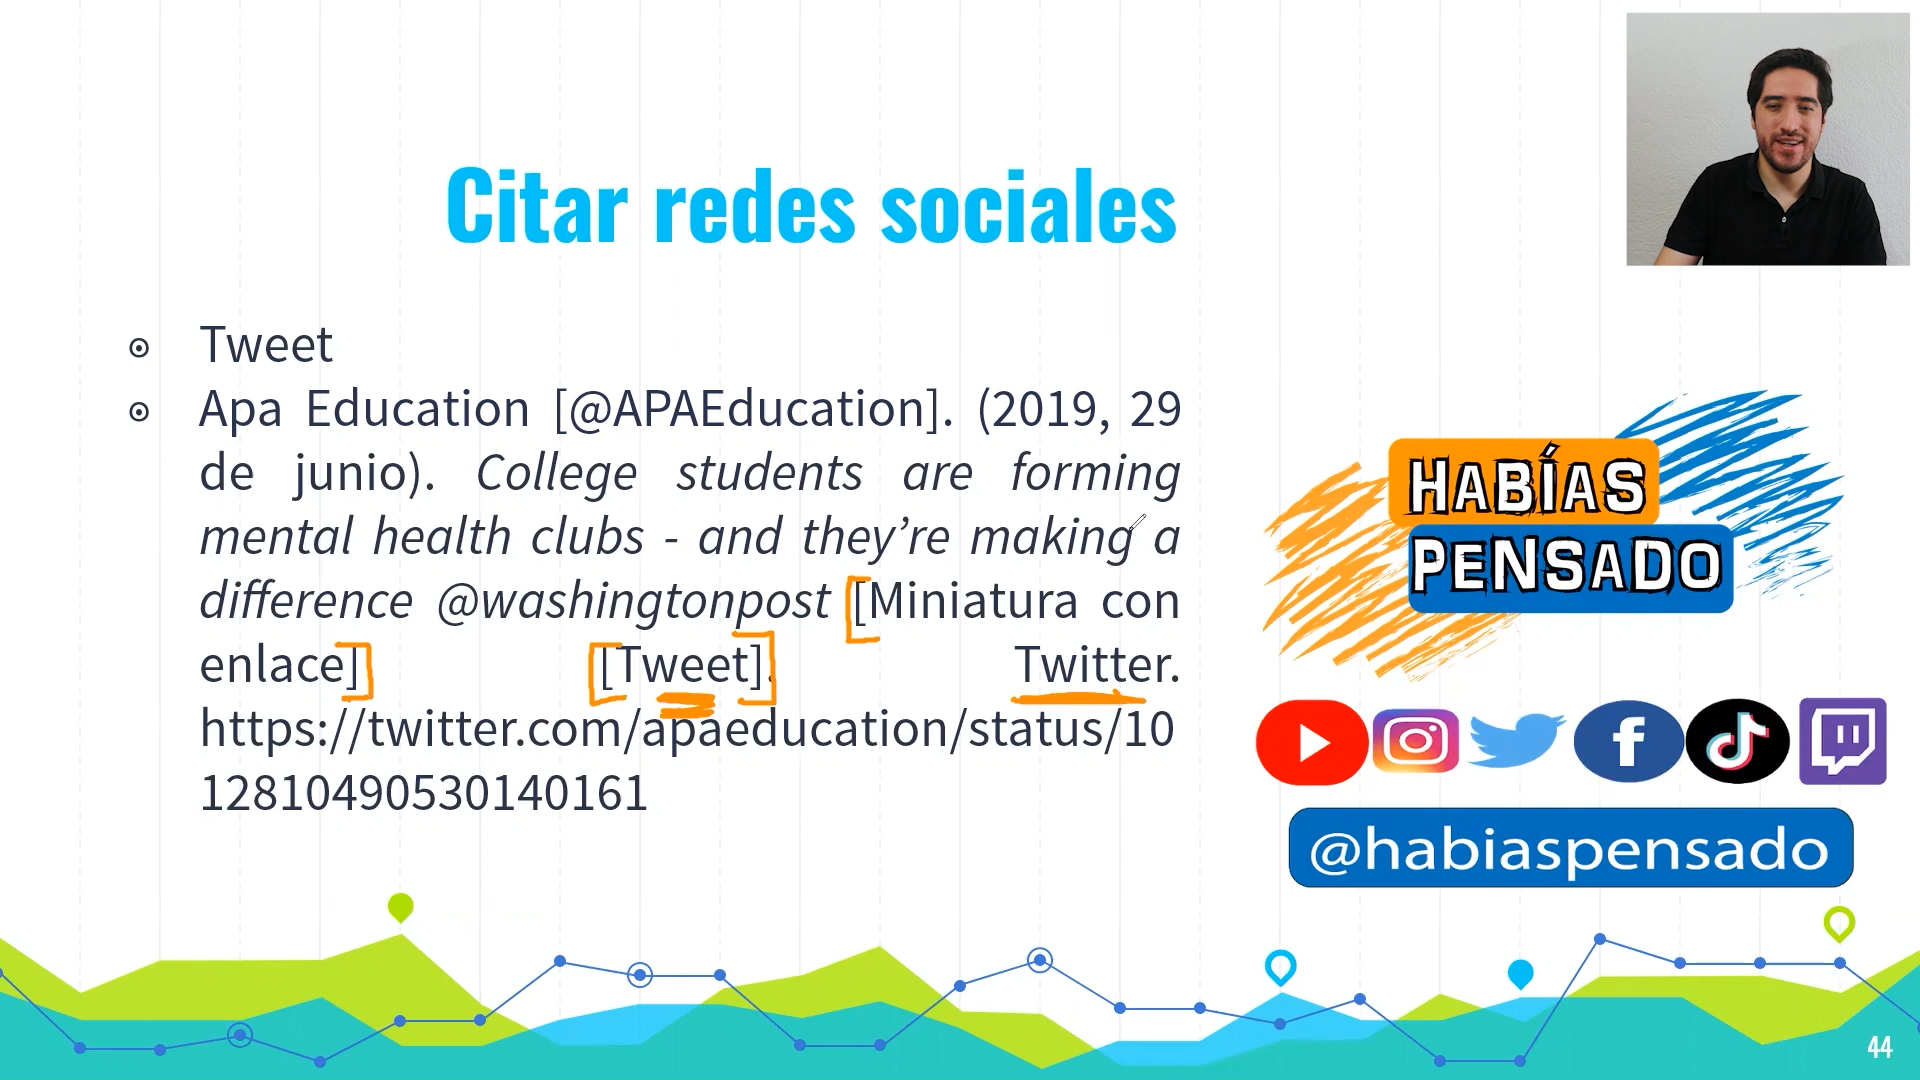 Citar redes sociales
Tweet
Apa Education [@APAEducation]. (2019, 29
de junio). College students are forming
mental health clubs - and they’re making a
difference @washingtonpost [Miniatura con
enlace] [Tweet]. Twitter.
https://twitter.com/apaeducation/status/10
12810490530140161
HABÍAS
PENSADO
@habiaspensado
44